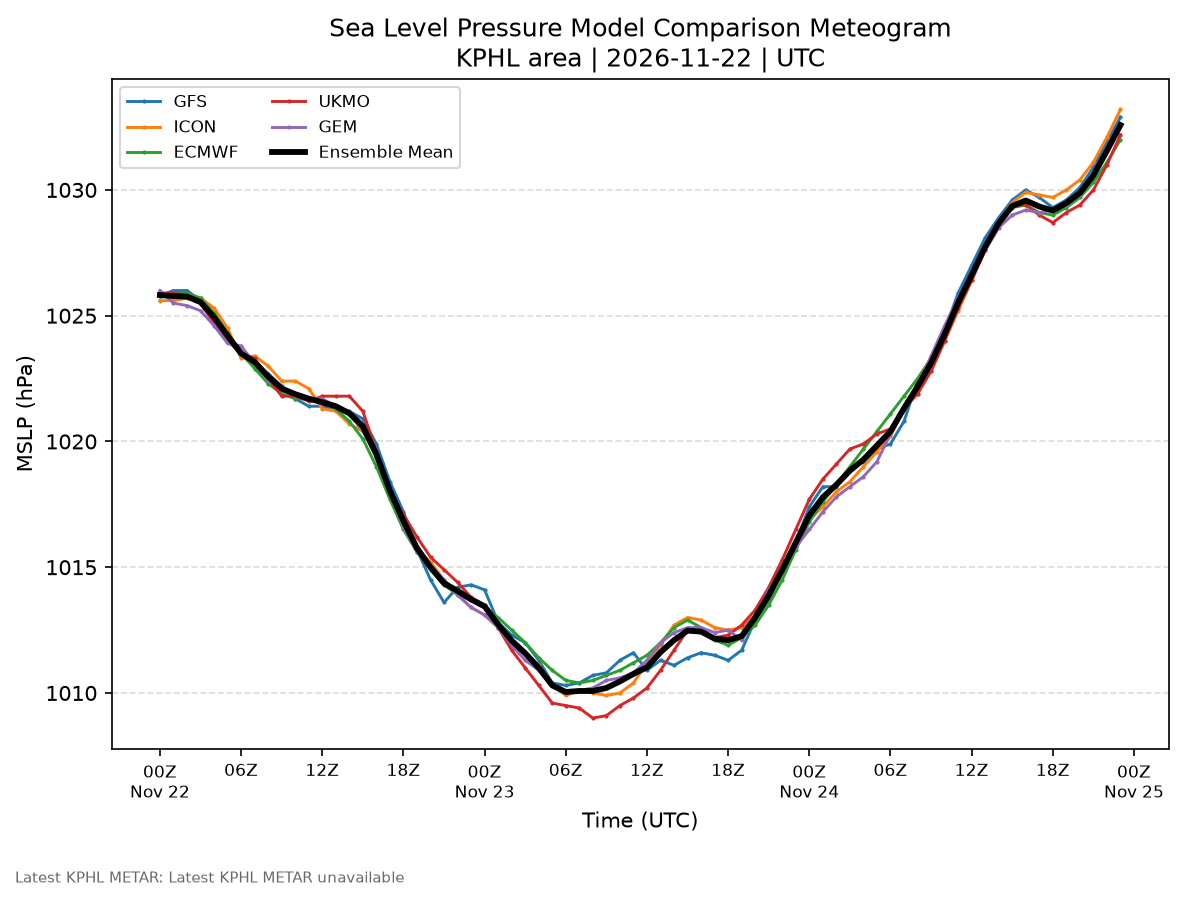 Sea Level Pressure Model Comparison Meteogram
KPHL area | 2026-11-22 | UTC
GFS
ICON
ECMWF
UKMO
GEM
Ensemble Mean
MSLP (hPa)
1030
1025
1020
1015
1010
00Z 06Z 12Z 18Z 00Z 06Z 12Z 18Z 00Z 06Z 12Z 18Z 00Z
Nov 22 Nov 23 Nov 24 Nov 25
Time (UTC)
Latest KPHL METAR: Latest KPHL METAR unavailable